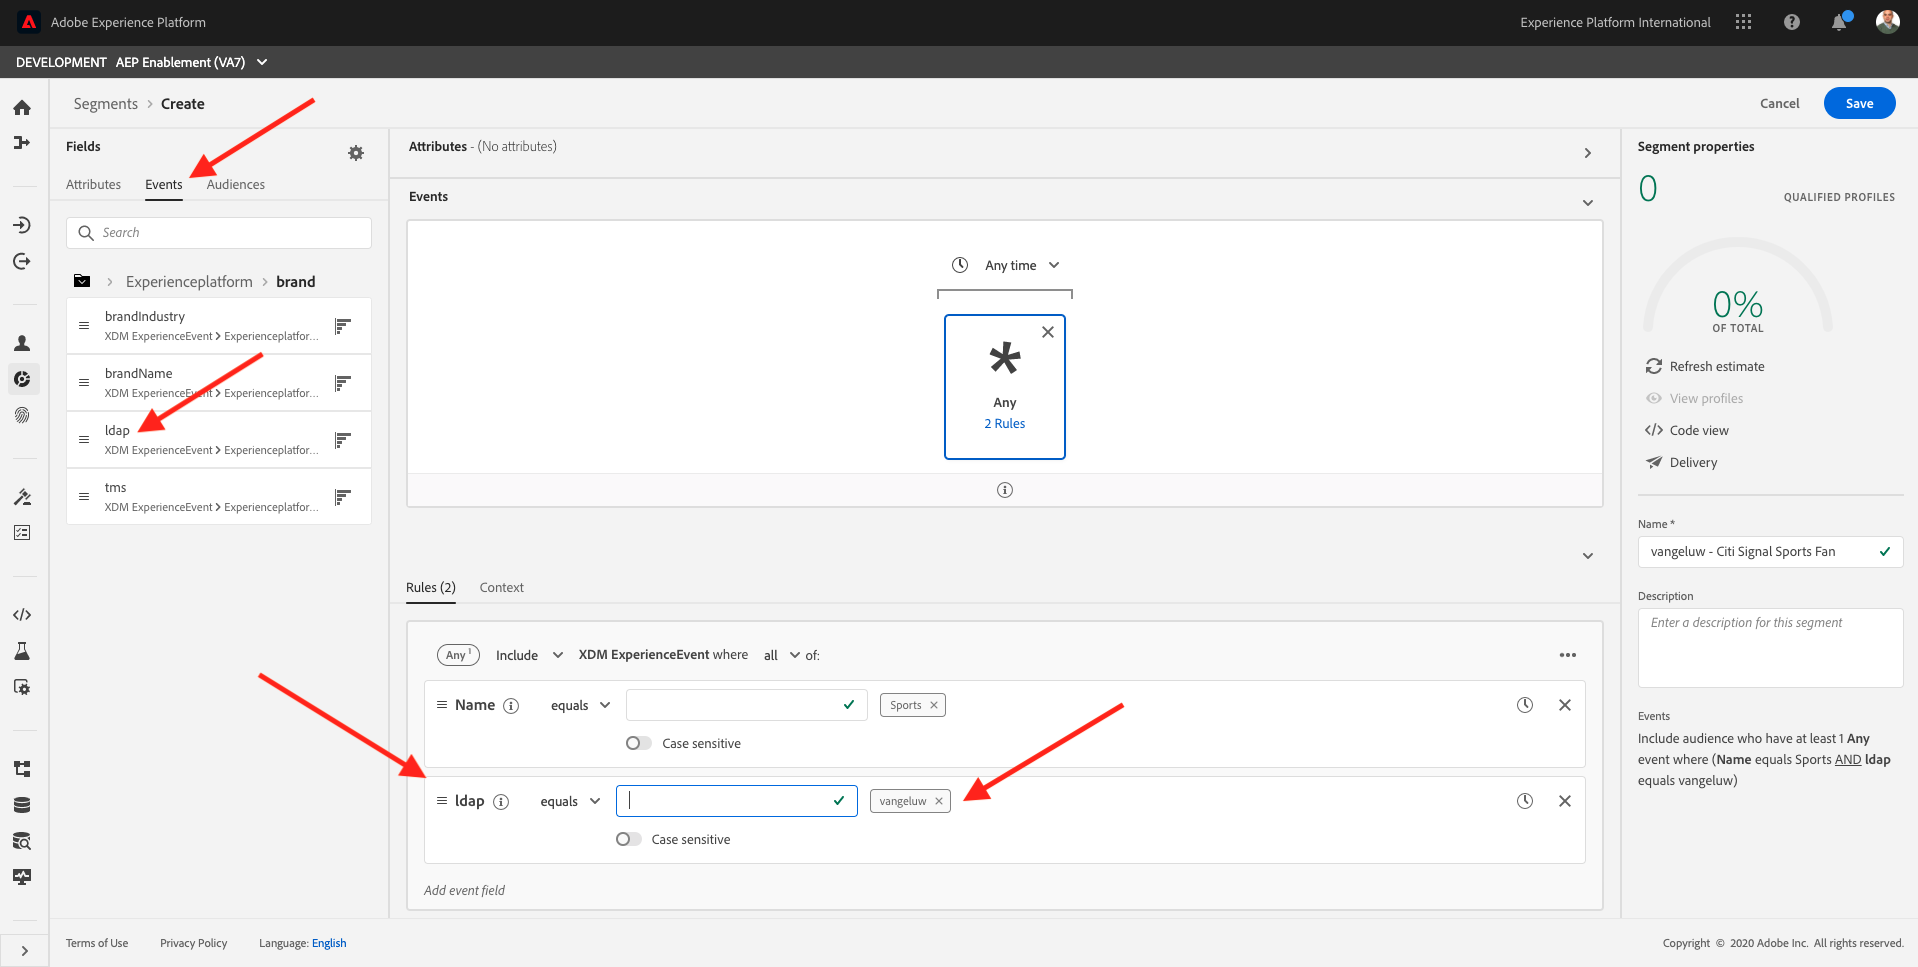 Adobe Experience Platform
Experience Platform International
DEVELOPMENT AEP Enablement (VA7)
Segments > Create
Cancel
Save
Fields
Attributes
Events
Audiences
Search
> Experienceplatform > brand
brandIndustry
XDM ExperienceEvent > Experienceplatfor...
brandName
XDM ExperienceEvent > Experienceplatfor...
ldap
XDM ExperienceEvent > Experienceplatfor...
tms
XDM ExperienceEvent > Experienceplatfor...
Attributes - (No attributes)
Events
Any time
Any
2 Rules
Rules (2)
Context
Any 1 Include XDM ExperienceEvent where all of:
Name equals Sports
Case sensitive
ldap equals vangeluw
Case sensitive
Add event field
Segment properties
0
QUALIFIED PROFILES
0%
OF TOTAL
Refresh estimate
View profiles
</> Code view
Delivery
Name *
vangeluw - Citi Signal Sports Fan
Description
Enter a description for this segment
Events
Include audience who have at least 1 Any
event where (Name equals Sports AND ldap
equals vangeluw)
Terms of Use
Privacy Policy
Language: English
Copyright © 2020 Adobe Inc. All rights reserved.